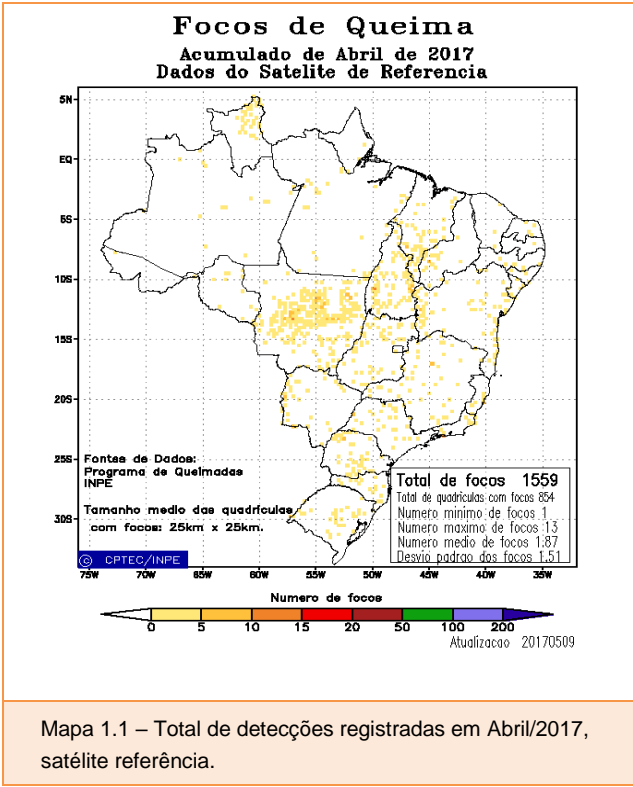 Focos de Queima
Acumulado de Abril de 2017
Dados do Satelite de Referencia
5N
EQ
5S
10S
15S
20S
25S
30S
Fontes de Dados:
Programa de Queimadas
INPE
Tamanho medio das quadriculas
com focos: 25km x 25km.
Total de focos 1559
Total de quadriculas com focos 854
Numero minimo de focos 1
Numero maximo de focos 13
Numero medio de focos 1.87
Desvio padrao dos focos 1.51
© CPTEC/INPE
75W 70W 65W 60W 55W 50W 45W 40W 35W
Numero de focos
0 5 10 15 20 50 100 200
Atualizacao 20170509
Mapa 1.1 – Total de detecções registradas em Abril/2017,
satélite referência.